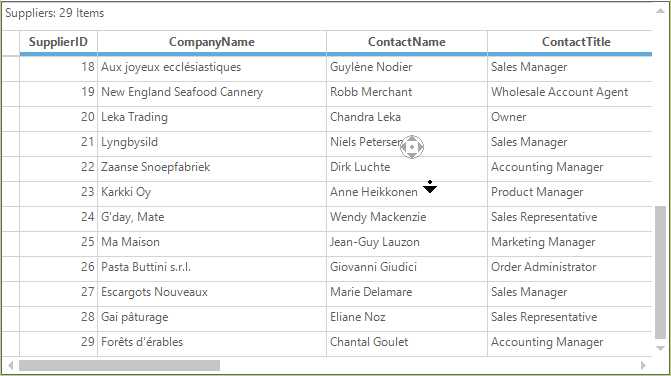 Suppliers: 29 Items
SupplierID CompanyName ContactName ContactTitle
18 Aux joyeux ecclésiastiques Guylène Nodier Sales Manager
19 New England Seafood Cannery Robb Merchant Wholesale Account Agent
20 Leka Trading Chandra Leka Owner
21 Lyngbysild Niels Petersen Sales Manager
22 Zaanse Snoepfabriek Dirk Luchte Accounting Manager
23 Karkki Oy Anne Heikkonen Product Manager
24 G'day, Mate Wendy Mackenzie Sales Representative
25 Ma Maison Jean-Guy Lauzon Marketing Manager
26 Pasta Buttini s.r.l. Giovanni Giudici Order Administrator
27 Escargots Nouveaux Marie Delamare Sales Manager
28 Gai pâturage Eliane Noz Sales Representative
29 Forêts d'érables Chantal Goulet Accounting Manager